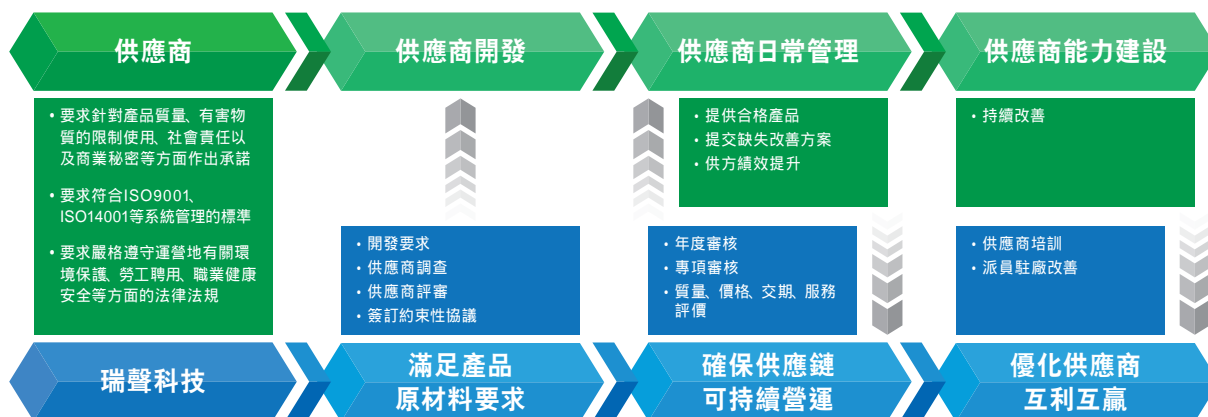 供應商
供應商開發
供應商日常管理
供應商能力建設
• 要求針對產品質量、有害物
質的限制使用、社會責任以
及商業秘密等方面作出承諾
• 要求符合ISO9001、
ISO14001等系統管理的標準
• 要求嚴格遵守運營地有關環
境保護、勞工聘用、職業健康
安全等方面的法律法規
• 開發要求
• 供應商調查
• 供應商評審
• 簽訂約束性協議
• 提供合格產品
• 提交缺失改善方案
• 供方績效提升
• 年度審核
• 專項審核
• 質量、價格、交期、服務
評價
• 持續改善
• 供應商培訓
• 派員駐廠改善
瑞聲科技
滿足產品
原材料要求
確保供應鏈
可持續營運
優化供應商
互利互贏